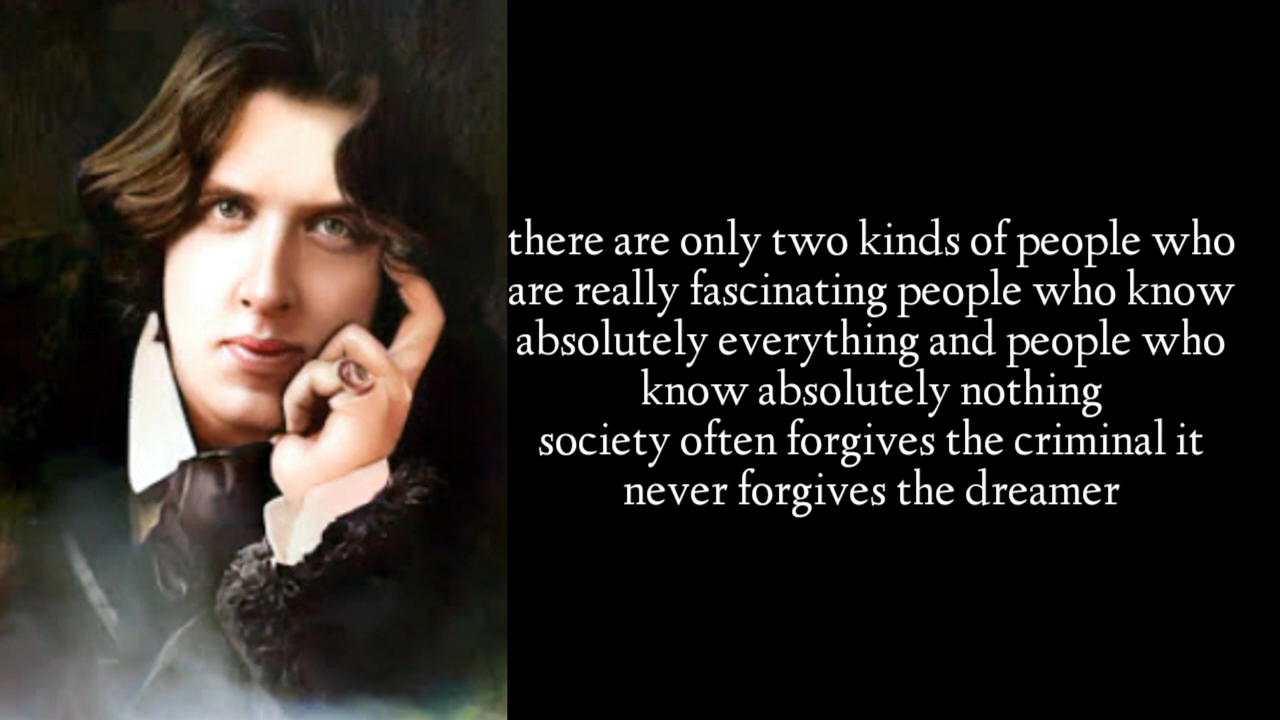 there are only two kinds of people who
are really fascinating people who know
absolutely everything and people who
know absolutely nothing
society often forgives the criminal it
never forgives the dreamer